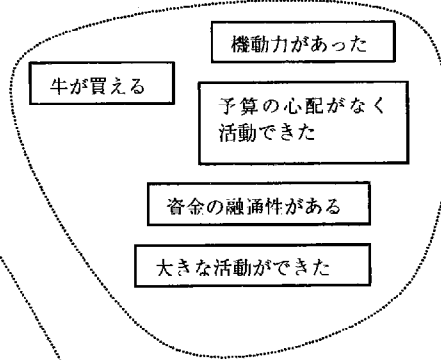 機動力があった
牛が買える
予算の心配がなく
活動できた
資金の融通性がある
大きな活動ができた